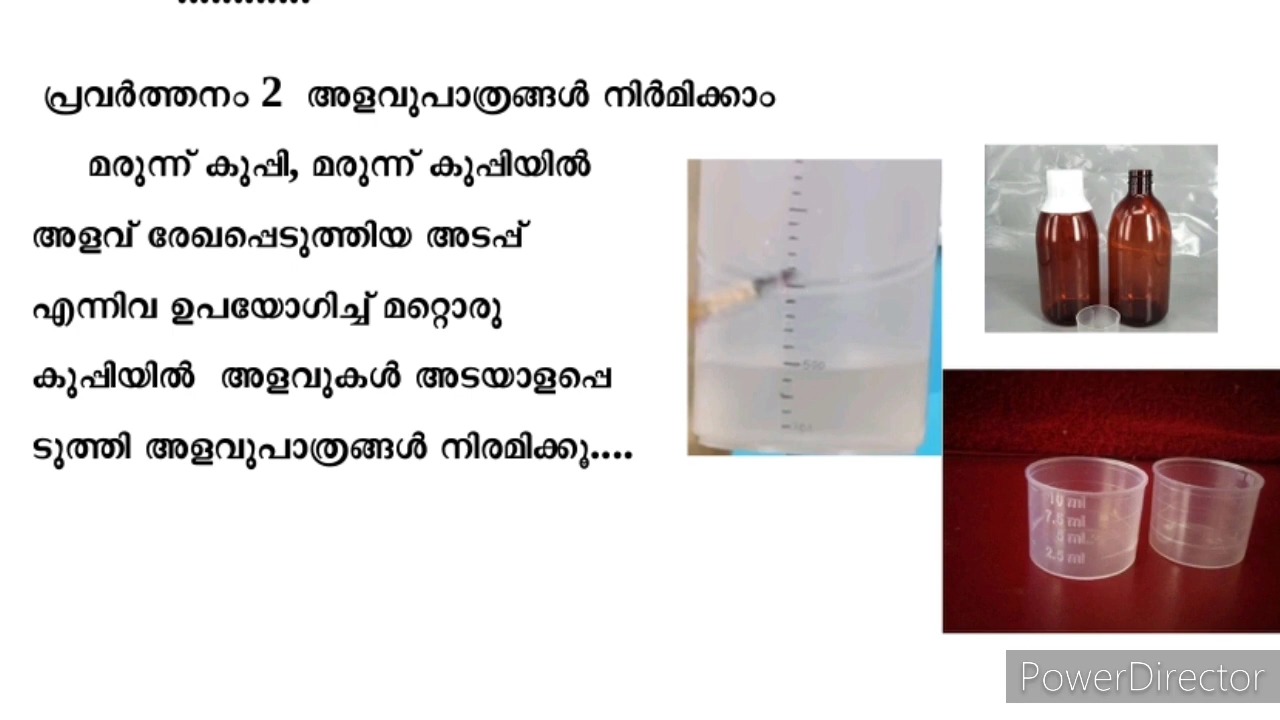 പ്രവർത്തനം 2 അളവുപാത്രങ്ങൾ നിർമിക്കാം
മരുന്ന് കുപ്പി, മരുന്ന് കുപ്പിയിൽ
അളവ് രേഖപ്പെടുത്തിയ അടപ്പ്
എന്നിവ ഉപയോഗിച്ച് മറ്റൊരു
കുപ്പിയിൽ അളവുകൾ അടയാളപ്പെ
ടുത്തി അളവുപാത്രങ്ങൾ നിരമിക്കൂ....
500
10 ml
7.5 ml
5 ml
2.5 ml
PowerDirector